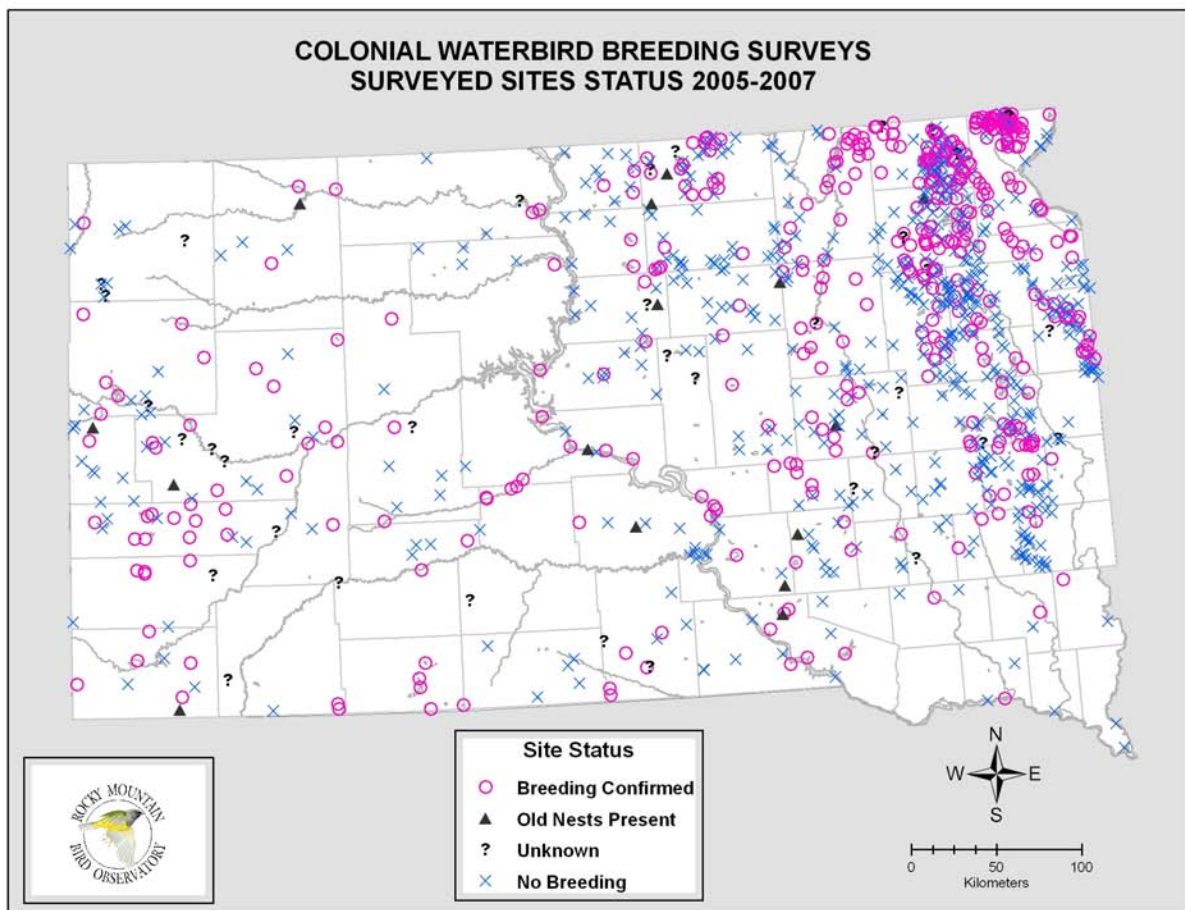 COLONIAL WATERBIRD BREEDING SURVEYS
SURVEYED SITES STATUS 2005-2007
Site Status
Breeding Confirmed
Old Nests Present
? Unknown
No Breeding
N
W E
S
0 50 100
Kilometers
ROCKY MOUNTAIN
BIRD OBSERVATORY